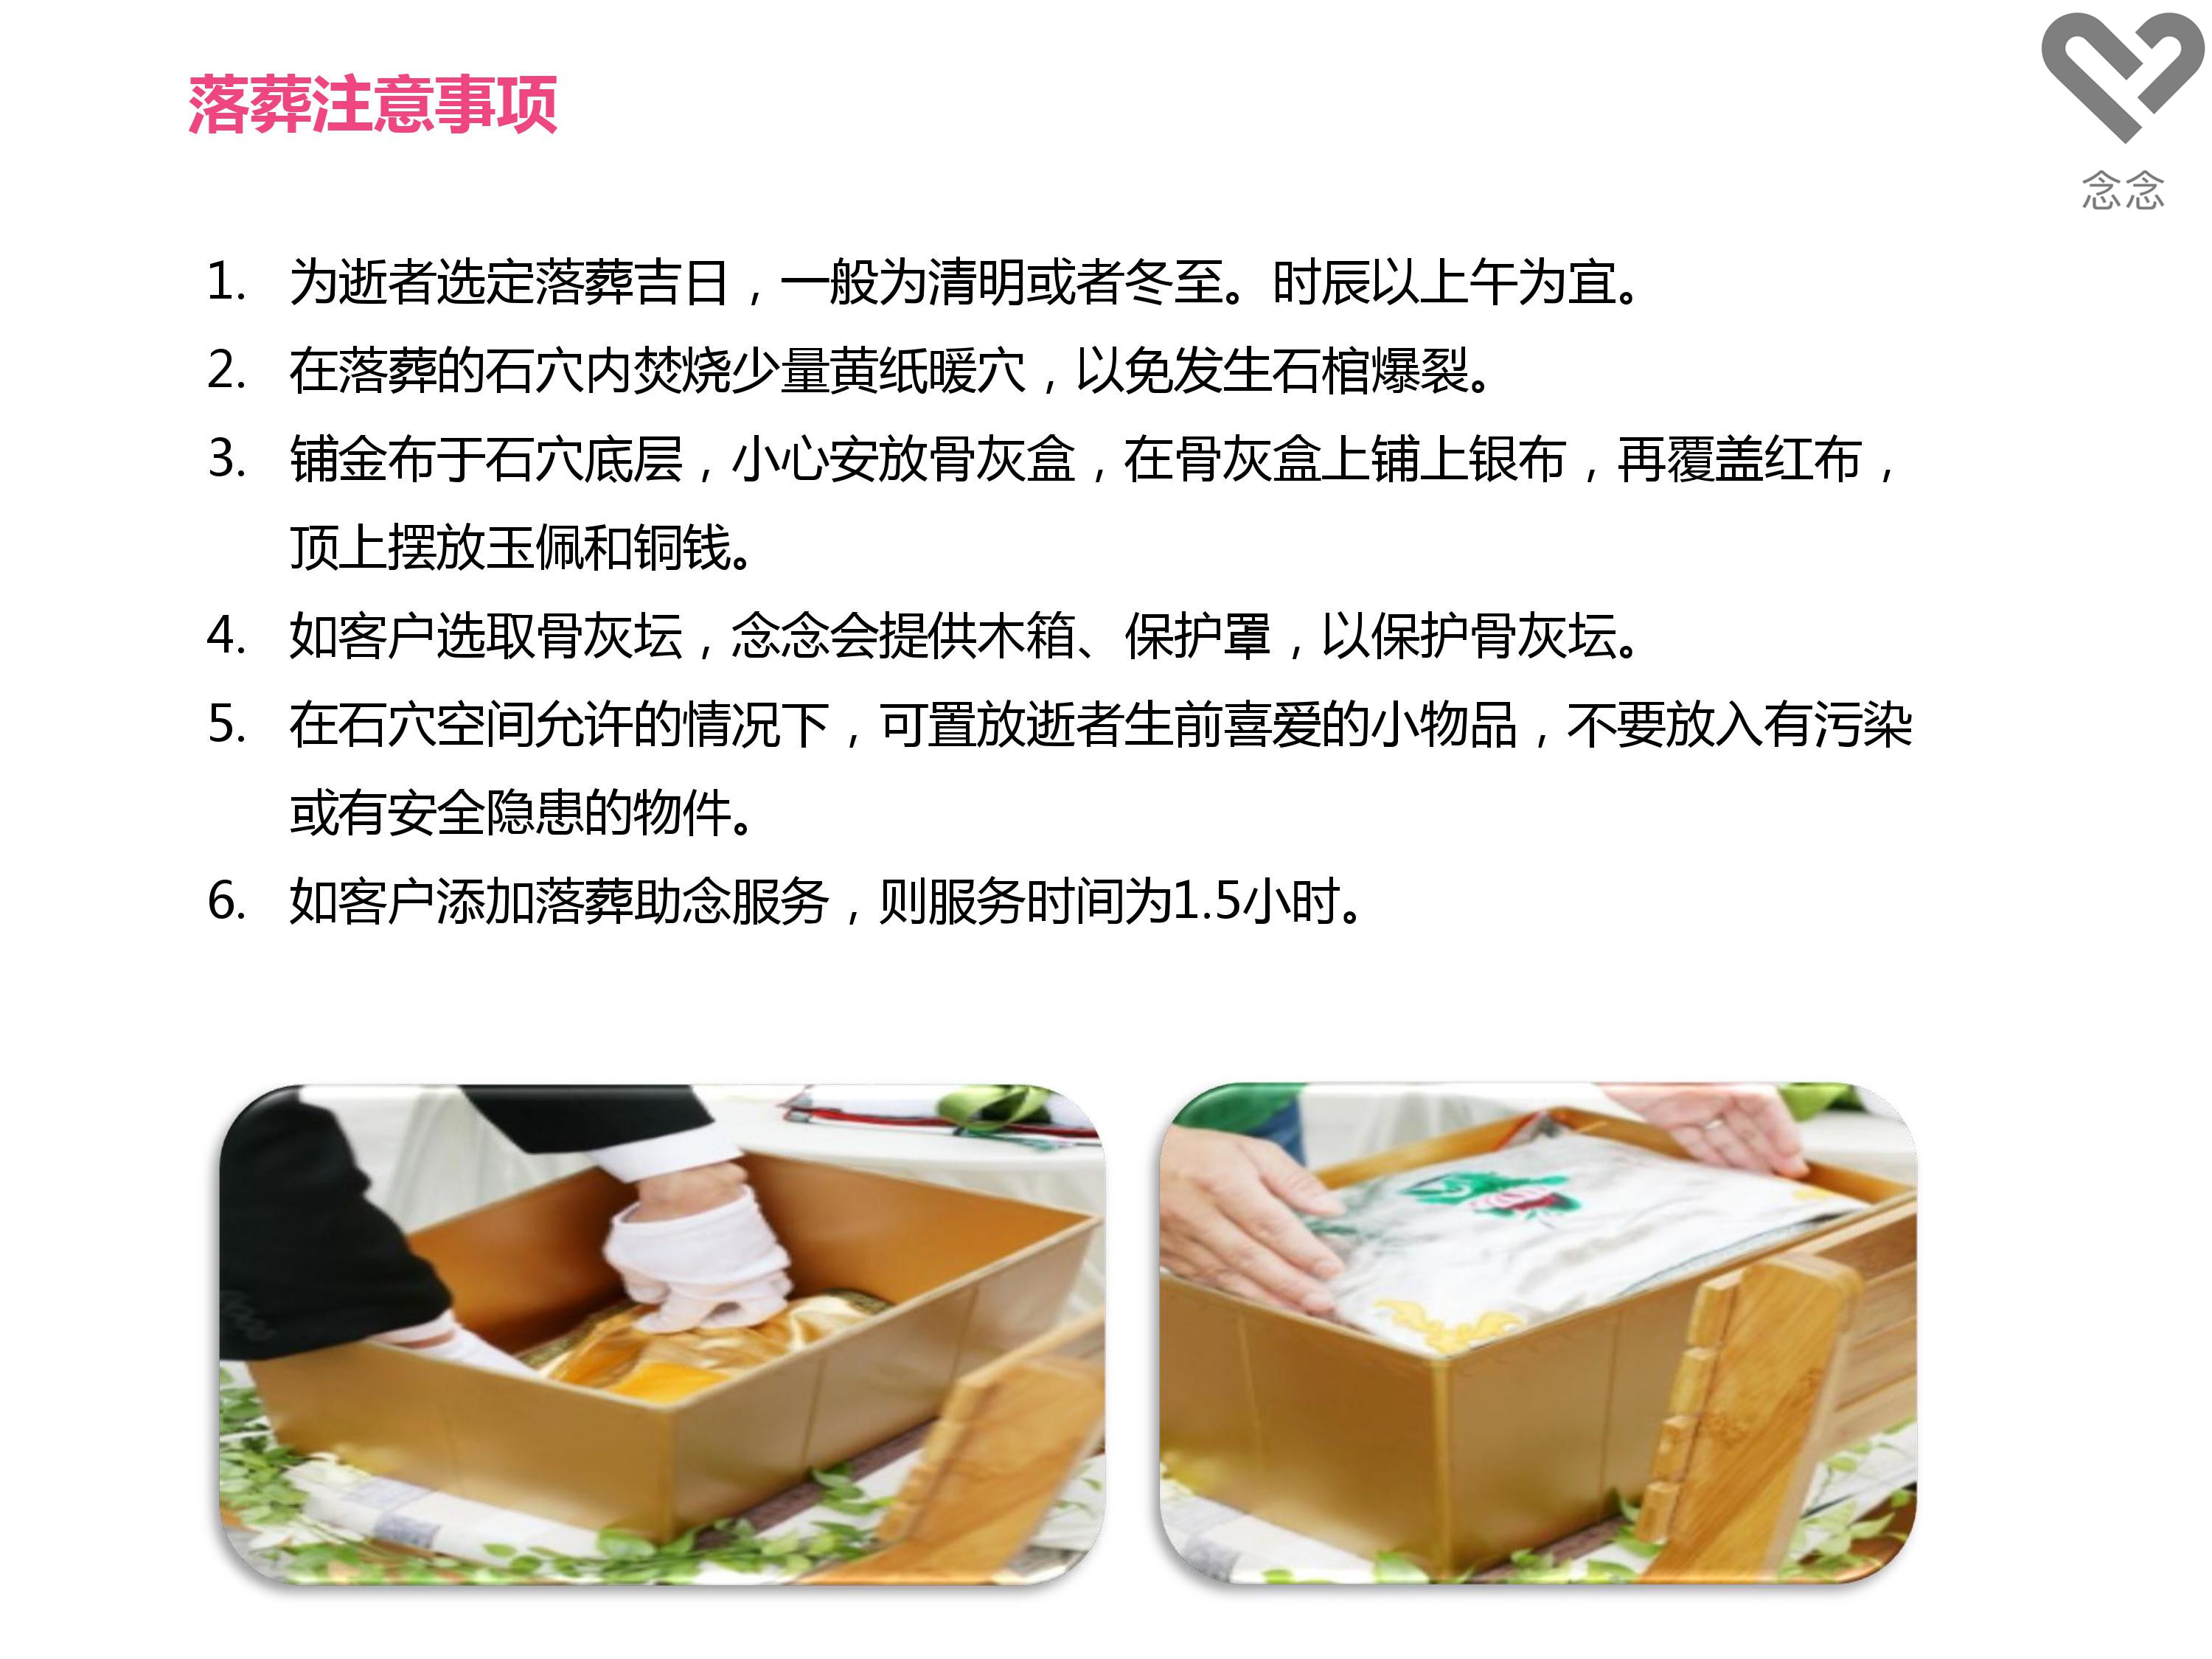 落葬注意事项
念念
1. 为逝者选定落葬吉日，一般为清明或者冬至。时辰以上午为宜。
2. 在落葬的石穴内焚烧少量黄纸暖穴，以免发生石棺爆裂。
3. 铺金布于石穴底层，小心安放骨灰盒，在骨灰盒上铺上银布，再覆盖红布，
顶上摆放玉佩和铜钱。
4. 如客户选取骨灰坛，念念会提供木箱、保护罩，以保护骨灰坛。
5. 在石穴空间允许的情况下，可置放逝者生前喜爱的小物品，不要放入有污染
或有安全隐患的物件。
6. 如客户添加落葬助念服务，则服务时间为1.5小时。